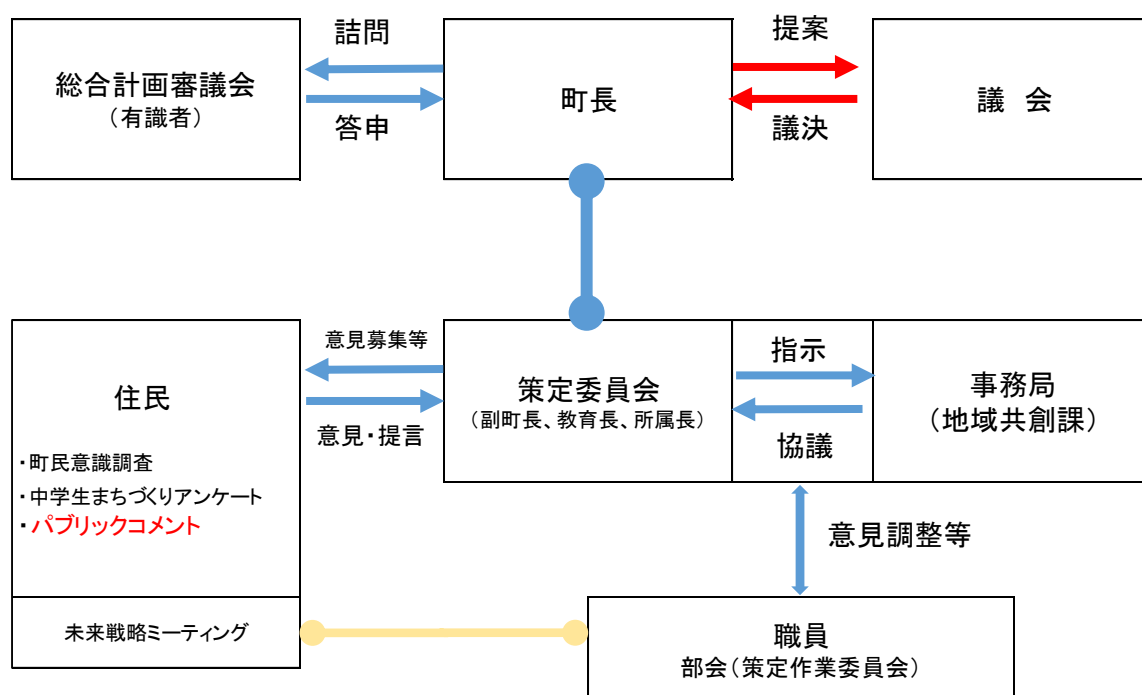 詰問
提案
総合計画審議会
（有識者）
町長
議　会
答申
議決
意見募集等
指示
住民
策定委員会
（副町長、教育長、所属長）
事務局
（地域共創課）
意見・提言
協議
・町民意識調査
・中学生まちづくりアンケート
・パブリックコメント
意見調整等
未来戦略ミーティング
職員
部会（策定作業委員会）